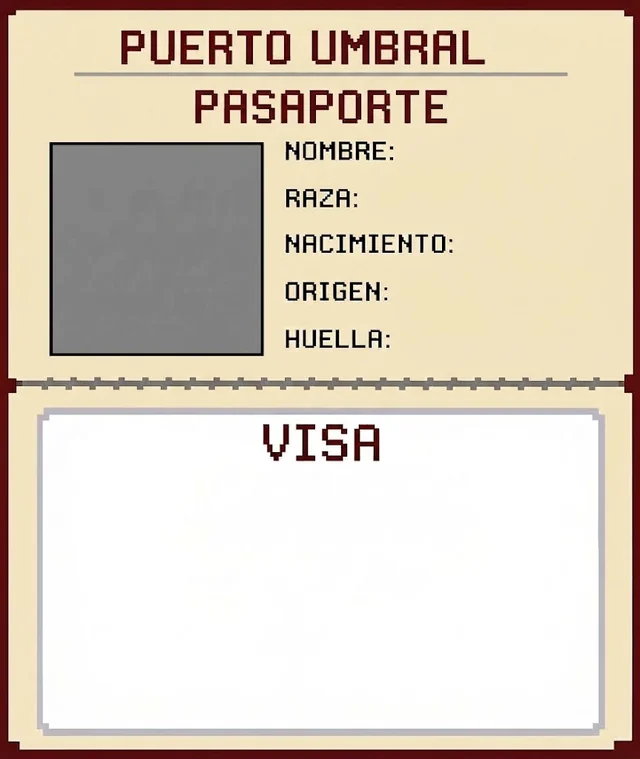 PUERTO UMBRAL
PASAPORTE
NOMBRE:
RAZA:
NACIMIENTO:
ORIGEN:
HUELLA:
VISA